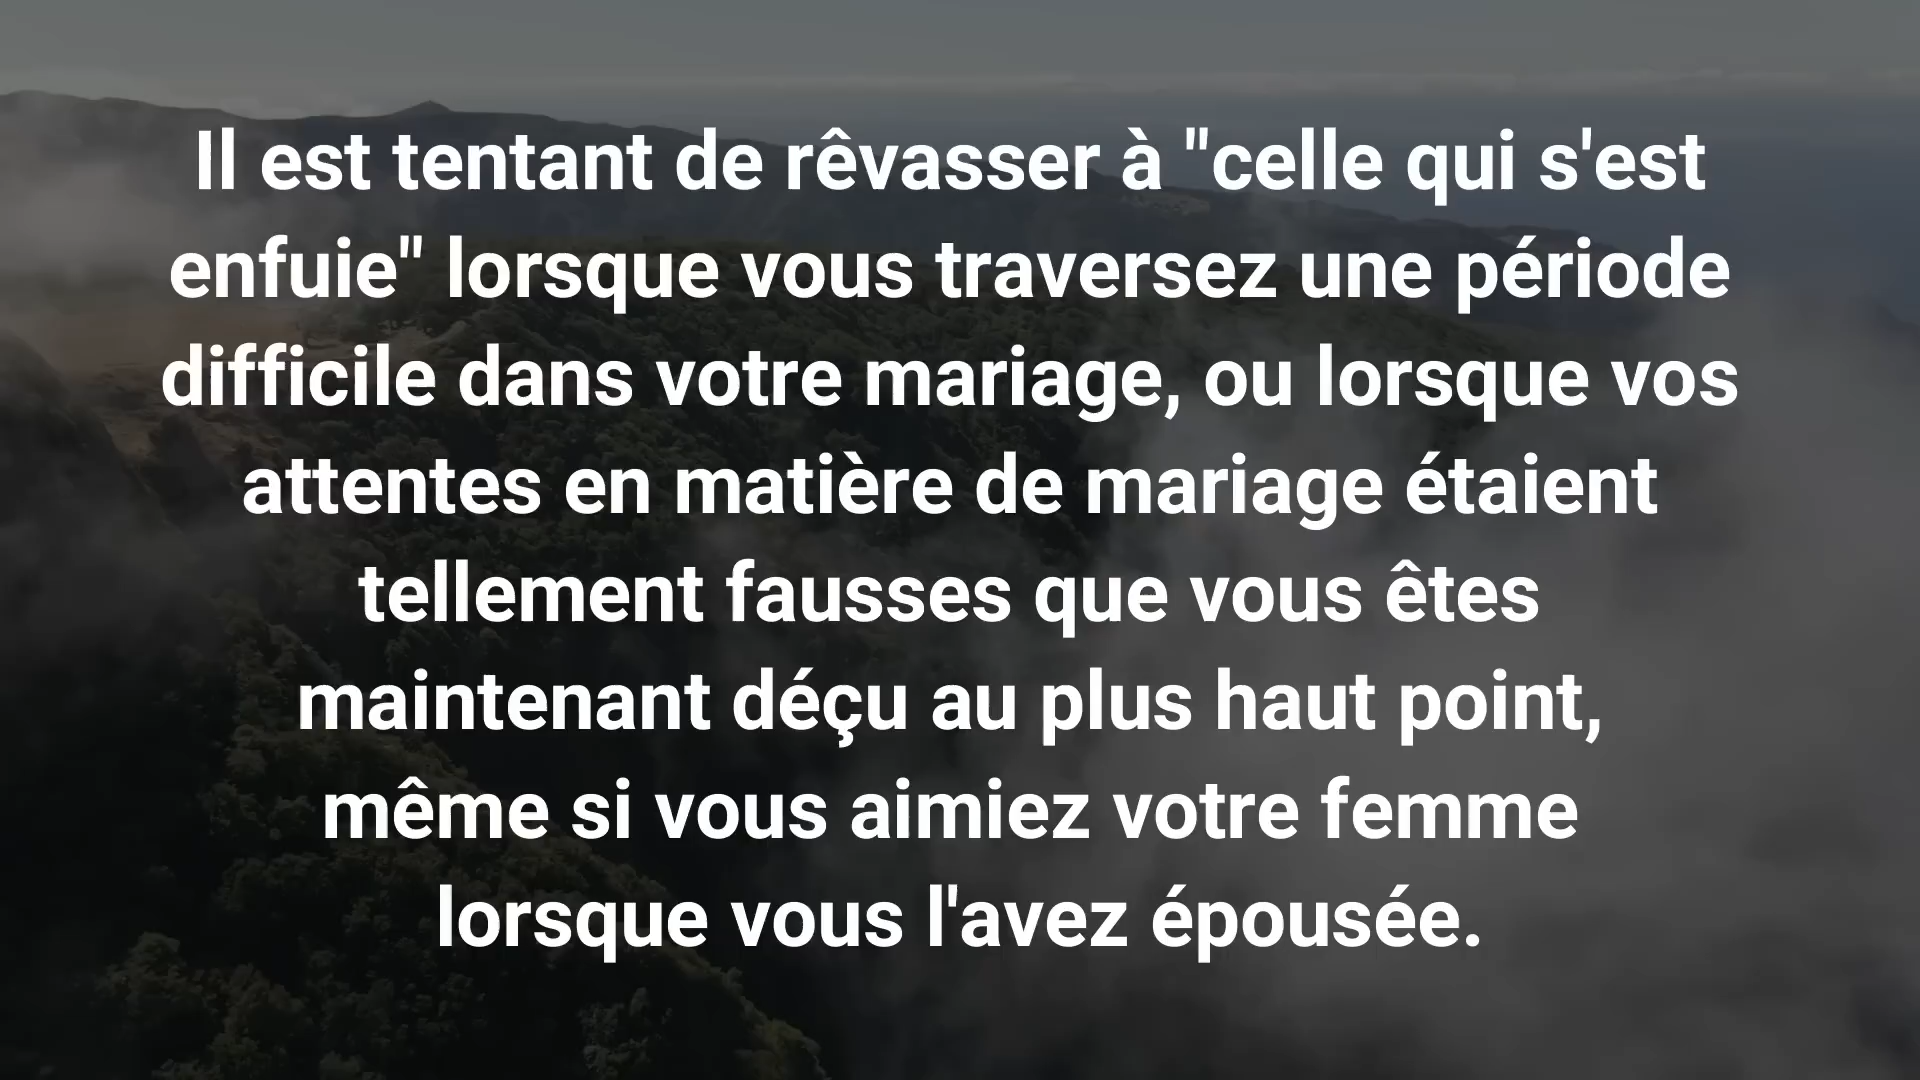 Il est tentant de rêvasser à "celle qui s'est
enfuie" lorsque vous traversez une période
difficile dans votre mariage, ou lorsque vos
attentes en matière de mariage étaient
tellement fausses que vous êtes
maintenant déçu au plus haut point,
même si vous aimiez votre femme
lorsque vous l'avez épousée.